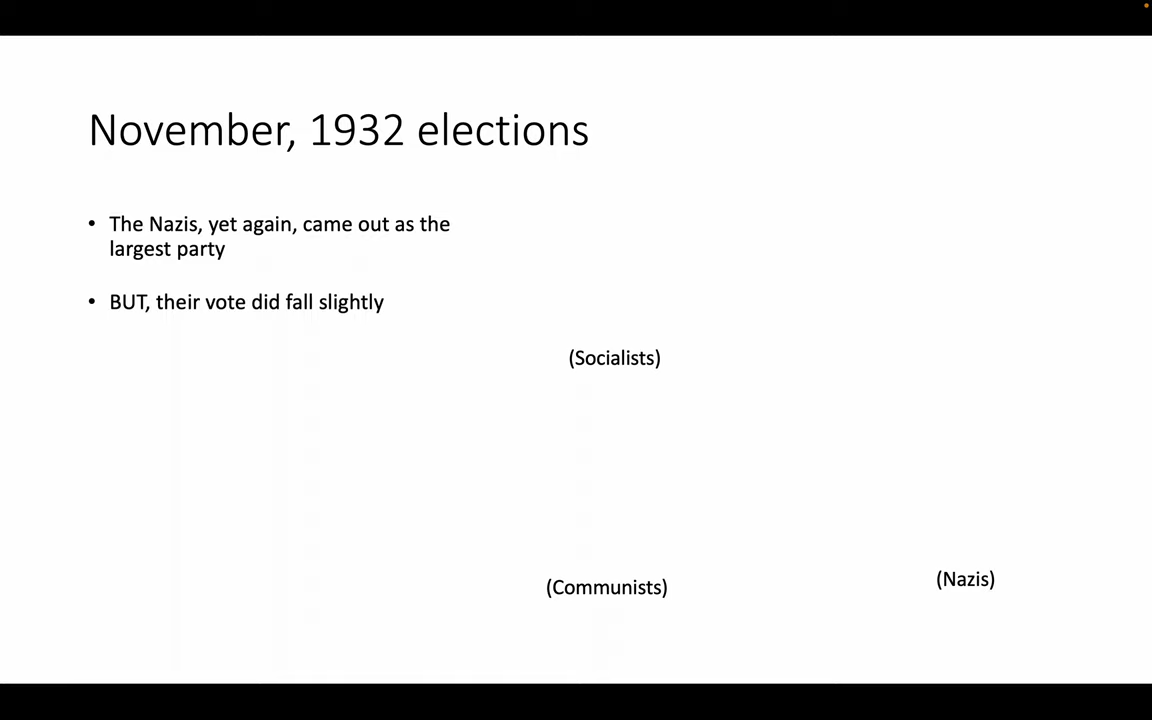 November, 1932 elections
• The Nazis, yet again, came out as the
largest party
• BUT, their vote did fall slightly
(Socialists)
(Communists)
(Nazis)